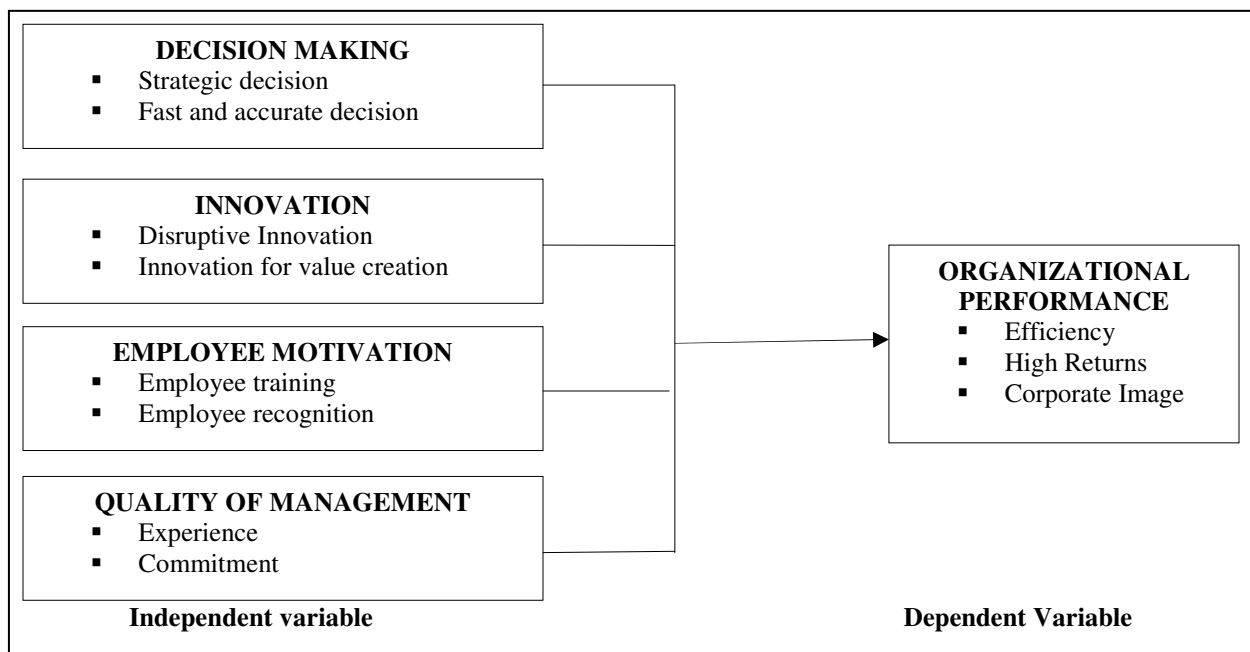 DECISION MAKING
▪ Strategic decision
▪ Fast and accurate decision
INNOVATION
▪ Disruptive Innovation
▪ Innovation for value creation
EMPLOYEE MOTIVATION
▪ Employee training
▪ Employee recognition
QUALITY OF MANAGEMENT
▪ Experience
▪ Commitment
Independent variable
ORGANIZATIONAL
PERFORMANCE
▪ Efficiency
▪ High Returns
▪ Corporate Image
Dependent Variable